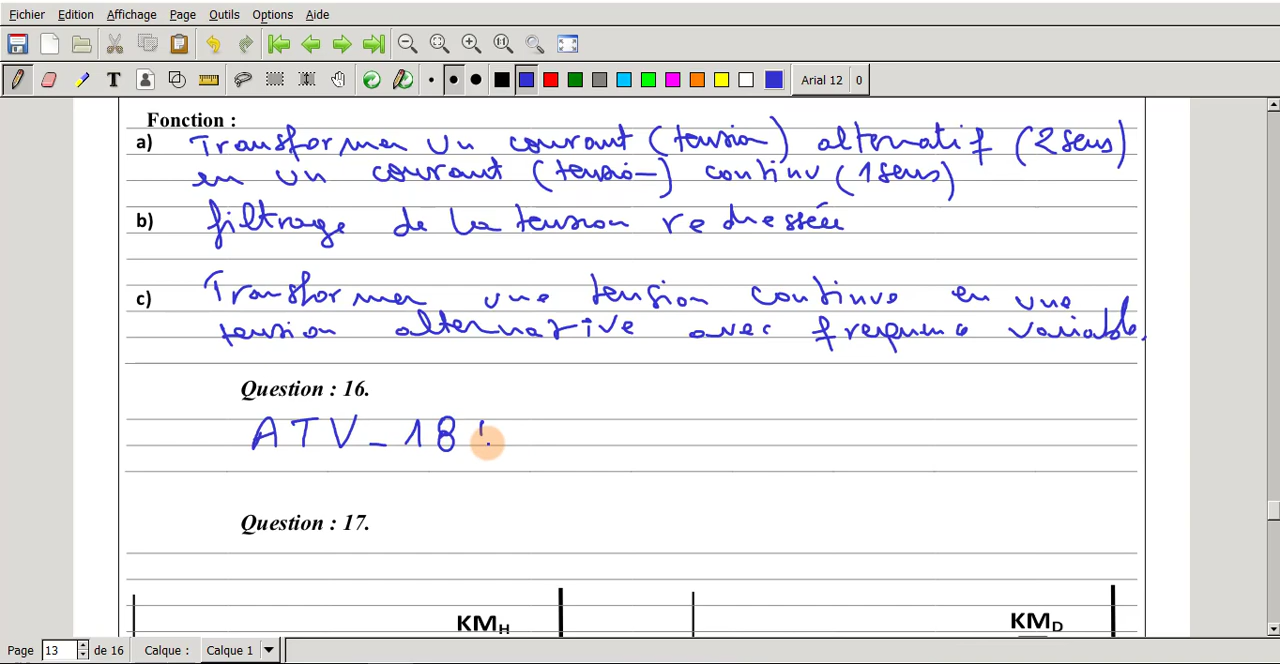 Fichier Edition Affichage Page Outils Options Aide
Arial 12 0
Fonction :
a) Transformer un courant (tension) alternatif (2 sens)
en un courant (tension) continu (1 sens)
b) filtrage de la tension redressée
c) Transformer une tension continue en une
tension alternative avec frequence variable.
Question : 16.
ATV - 18
Question : 17.
KMH KMD
Page 13 de 16 Calque : Calque 1